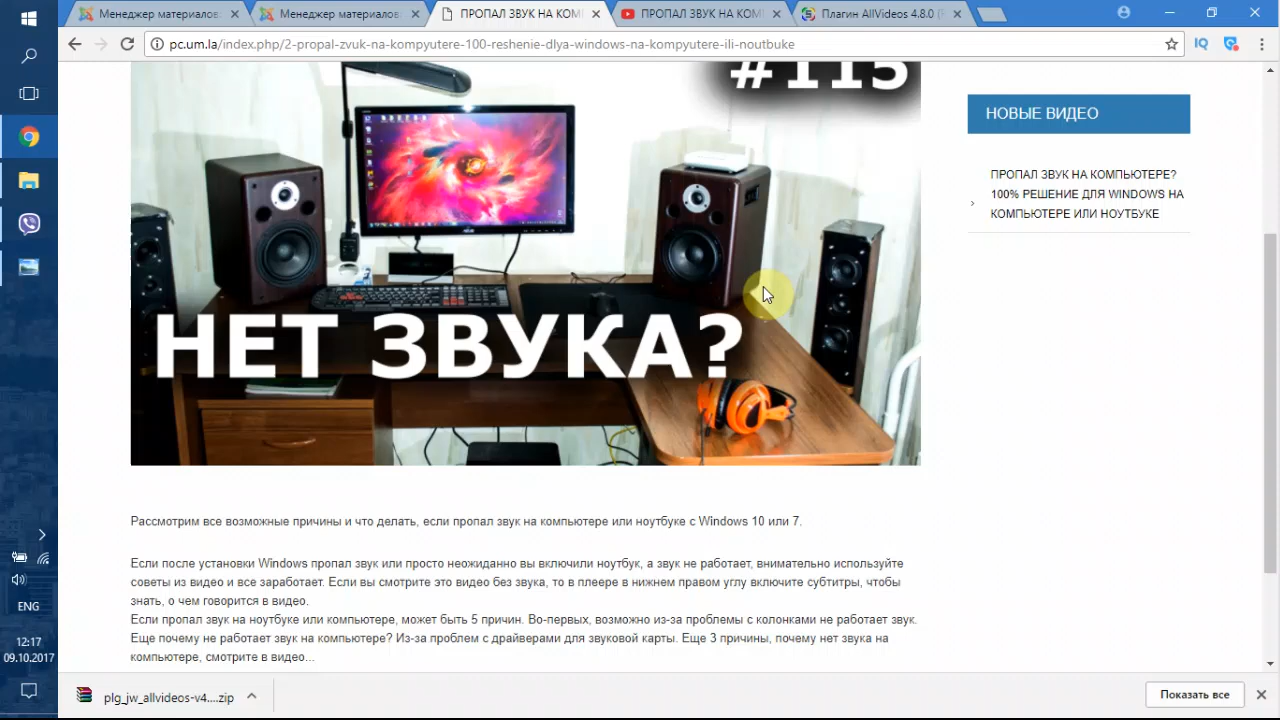 Менеджер материалов:
Менеджер материалов:
ПРОПАЛ ЗВУК НА КОМП
ПРОПАЛ ЗВУК НА КОМП
Плагин AllVideos 4.8.0 (Р
pc.um.la/index.php/2-propal-zvuk-na-kompyutere-100-reshenie-dlya-windows-na-kompyutere-ili-noutbuke
IQ
#115
НОВЫЕ ВИДЕО
ПРОПАЛ ЗВУК НА КОМПЬЮТЕРЕ?
100% РЕШЕНИЕ ДЛЯ WINDOWS НА
КОМПЬЮТЕРЕ ИЛИ НОУТБУКЕ
НЕТ ЗВУКА?
Рассмотрим все возможные причины и что делать, если пропал звук на компьютере или ноутбуке с Windows 10 или 7.
Если после установки Windows пропал звук или просто неожиданно вы включили ноутбук, а звук не работает, внимательно используйте
советы из видео и все заработает. Если вы смотрите это видео без звука, то в плеере в нижнем правом углу включите субтитры, чтобы
знать, о чем говорится в видео.
Если пропал звук на ноутбуке или компьютере, может быть 5 причин. Во-первых, возможно из-за проблемы с колонками не работает звук.
Еще почему не работает звук на компьютере? Из-за проблем с драйверами для звуковой карты. Еще 3 причины, почему нет звука на
компьютере, смотрите в видео...
ENG
12:17
09.10.2017
plg_jw_allvideos-v4....zip
Показать все